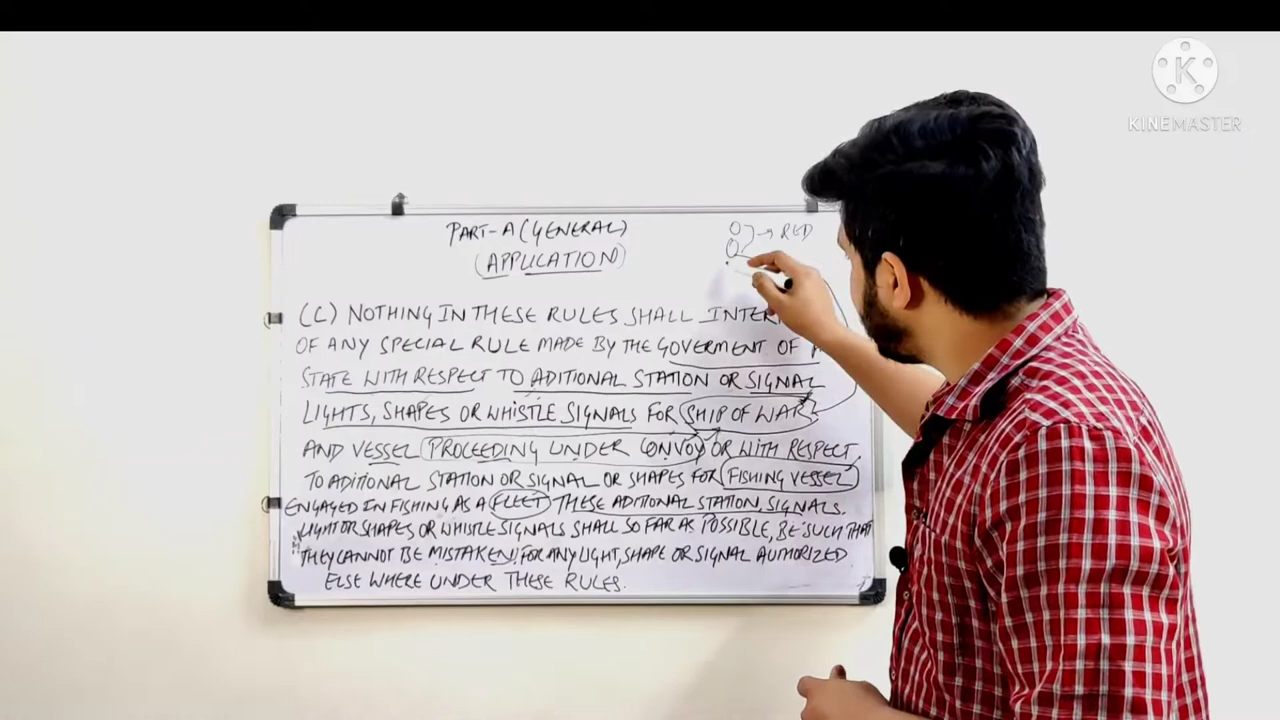 KINEMASTER
PART-A (GENERAL)
(APPLICATION)
→ RED
(C) NOTHING IN THESE RULES SHALL
OF ANY SPECIAL RULE MADE BY THE GOVERMENT OF
STATE WITH RESPECT TO ADITIONAL STATION OR SIGNAL
LIGHTS, SHAPES OR WHISTLE SIGNALS FOR SHIP OF WAR
AND VESSEL PROCEEDING UNDER CONVOY OR WITH RESPECT
TO ADITIONAL STATION OR SIGNAL OR SHAPES FOR FISHING VESSEL
ENGAGED IN FISHING AS A FLEET THESE ADITIONAL STATION, SIGNALS.
LIGHT OR SHAPES OR WHISTLE SIGNALS SHALL SO FAR AS POSSIBLE, BE SUCH THAT
THEY CANNOT BE MISTAKEN FOR ANY LIGHT, SHAPE OR SIGNAL AUTHORIZED
ELSE WHERE UNDER THESE RULES.